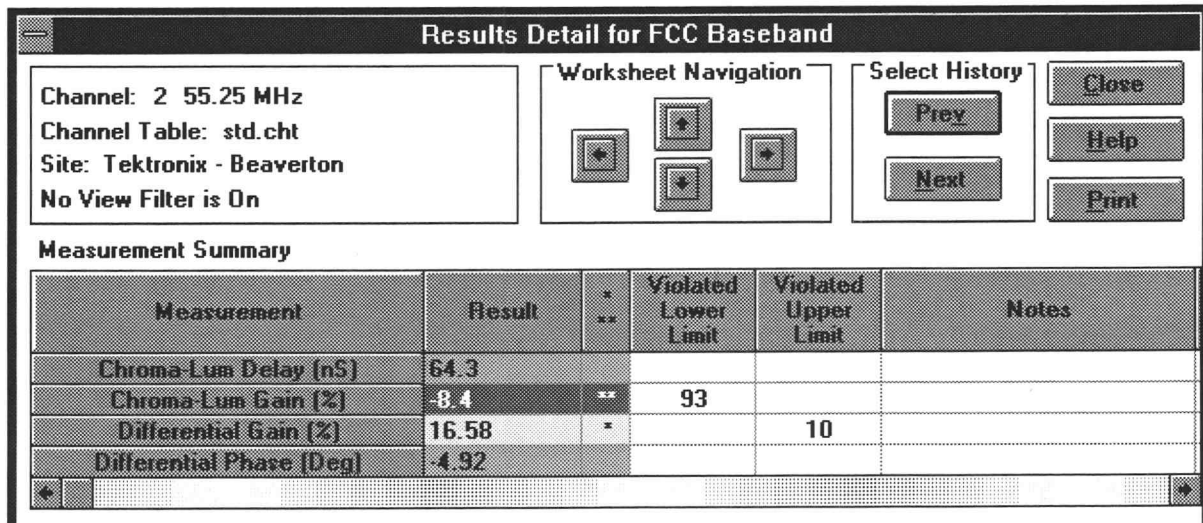 Results Detail for FCC Baseband
Channel: 2 55.25 MHz
Channel Table: std.cht
Site: Tektronix - Beaverton
No View Filter is On
Worksheet Navigation
Select History
Prev
Next
Close
Help
Print
Measurement Summary
Measurement Result * ** Violated Lower Limit Violated Upper Limit Notes
Chroma-Lum Delay (nS) 64.3
Chroma-Lum Gain (%) -8.4 ** 93
Differential Gain (%) 16.58 * 10
Differential Phase (Deg) -4.92